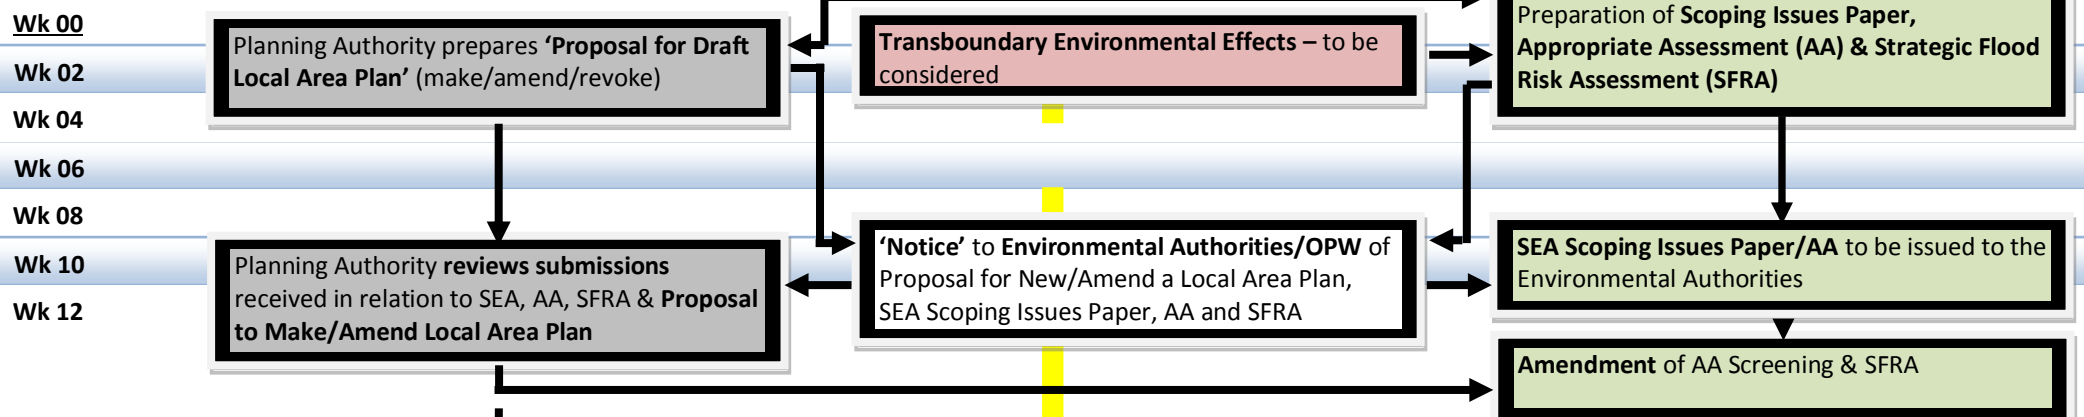 Wk 00
Wk 02
Wk 04
Wk 06
Wk 08
Wk 10
Wk 12
Planning Authority prepares ‘Proposal for Draft
Local Area Plan’ (make/amend/revoke)
Transboundary Environmental Effects – to be
considered
Preparation of Scoping Issues Paper,
Appropriate Assessment (AA) & Strategic Flood
Risk Assessment (SFRA)
Planning Authority reviews submissions
received in relation to SEA, AA, SFRA & Proposal
to Make/Amend Local Area Plan
‘Notice’ to Environmental Authorities/OPW of
Proposal for New/Amend a Local Area Plan,
SEA Scoping Issues Paper, AA and SFRA
SEA Scoping Issues Paper/AA to be issued to the
Environmental Authorities
Amendment of AA Screening & SFRA